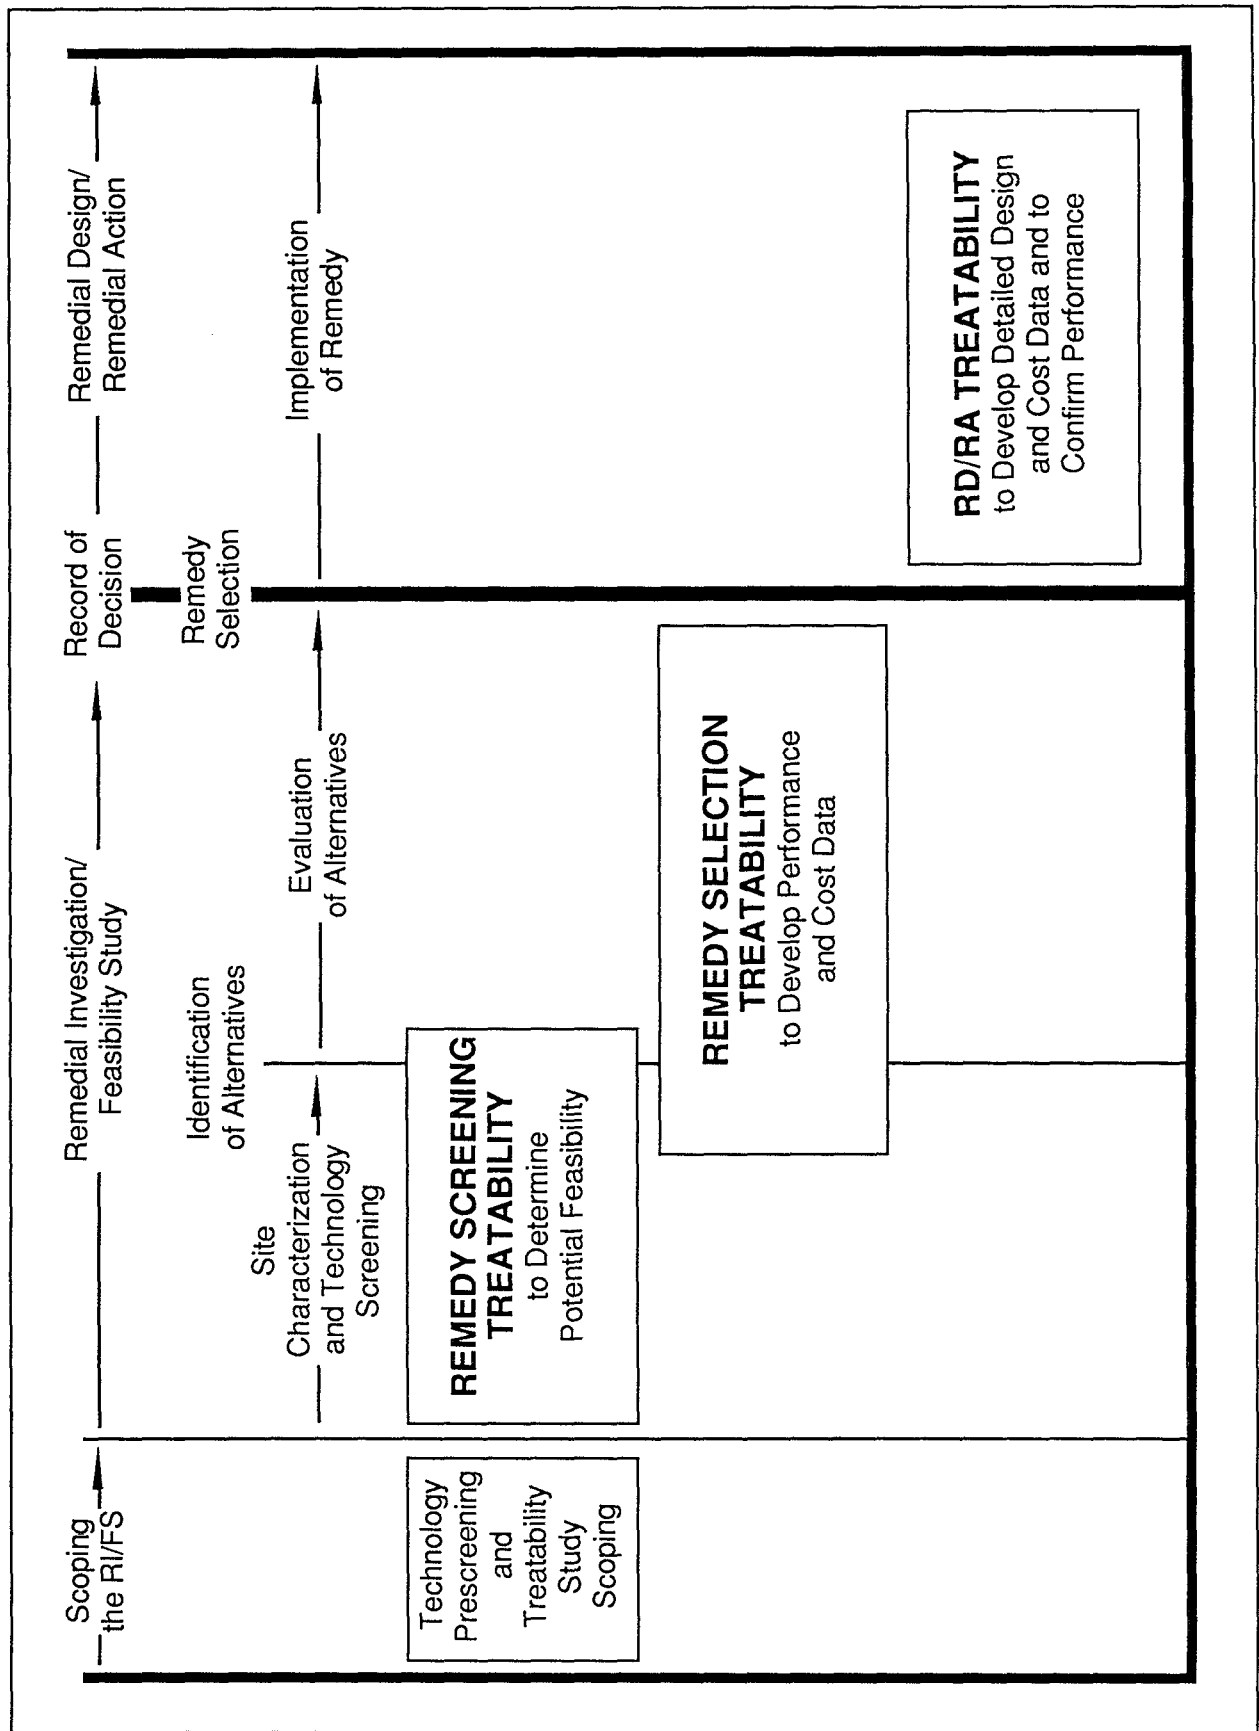 Scoping
the RI/FS
Remedial Investigation/
Feasibility Study
Record of
Decision
Remedial Design/
Remedial Action
Identification
of Alternatives
Remedy
Selection
Site
Characterization
and Technology
Screening
Evaluation
of Alternatives
Implementation
of Remedy
Technology
Prescreening
and
Treatability
Study
Scoping
REMEDY SCREENING
TREATABILITY
to Determine
Potential Feasibility
REMEDY SELECTION
TREATABILITY
to Develop Performance
and Cost Data
RD/RA TREATABILITY
to Develop Detailed Design
and Cost Data and to
Confirm Performance